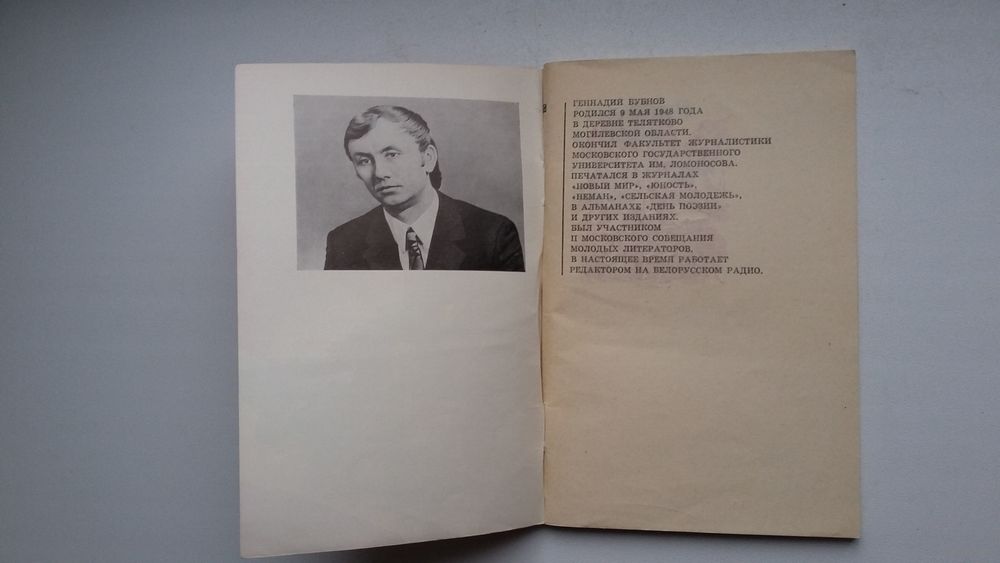 ГЕННАДИЙ БУБНОВ
РОДИЛСЯ 9 МАЯ 1948 ГОДА
В ДЕРЕВНЕ ТЕЛЯТКОВО
МОГИЛЕВСКОЙ ОБЛАСТИ.
ОКОНЧИЛ ФАКУЛЬТЕТ ЖУРНАЛИСТИКИ
МОСКОВСКОГО ГОСУДАРСТВЕННОГО
УНИВЕРСИТЕТА ИМ. ЛОМОНОСОВА.
ПЕЧАТАЛСЯ В ЖУРНАЛАХ
«НОВЫЙ МИР», «ЮНОСТЬ»,
«НЕМАН», «СЕЛЬСКАЯ МОЛОДЕЖЬ»,
В АЛЬМАНАХЕ «ДЕНЬ ПОЭЗИИ»
И ДРУГИХ ИЗДАНИЯХ.
БЫЛ УЧАСТНИКОМ
II МОСКОВСКОГО СОВЕЩАНИЯ
МОЛОДЫХ ЛИТЕРАТОРОВ.
В НАСТОЯЩЕЕ ВРЕМЯ РАБОТАЕТ
РЕДАКТОРОМ НА БЕЛОРУССКОМ РАДИО.